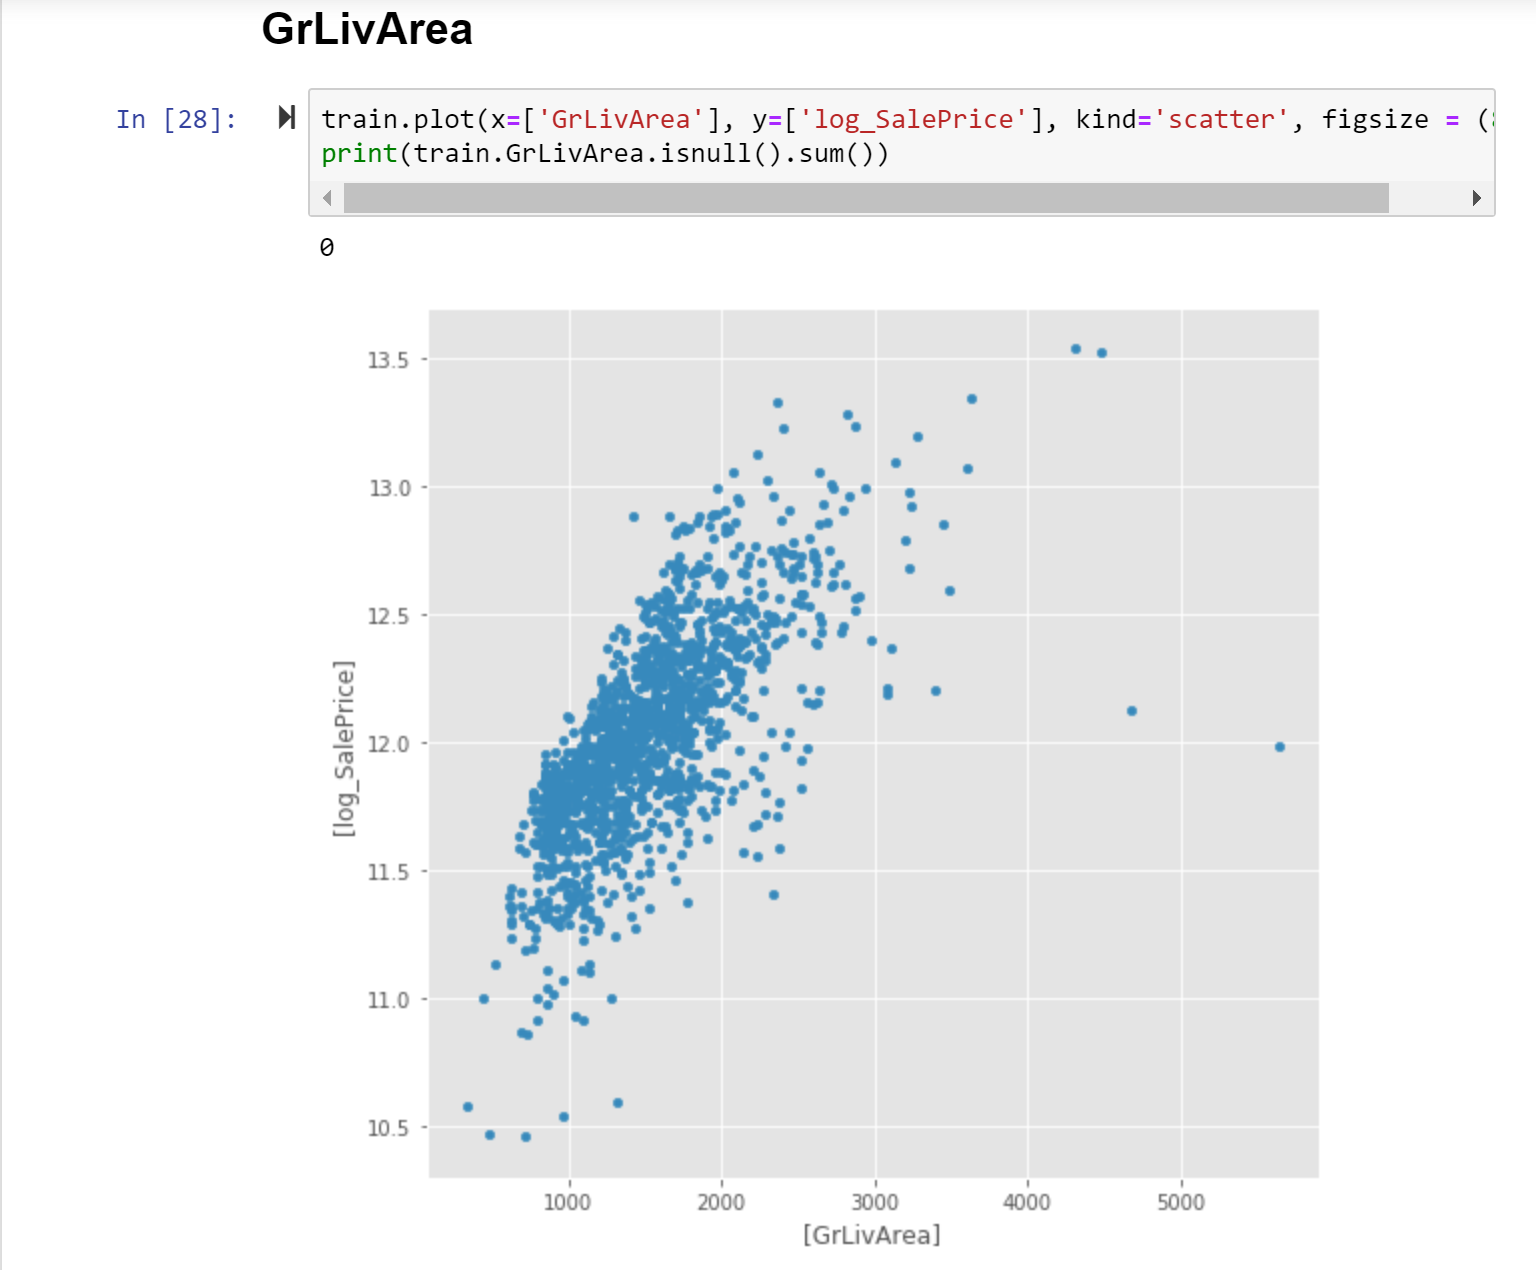 GrLivArea
In [28]:
train.plot(x=['GrLivArea'], y=['log_SalePrice'], kind='scatter', figsize = (
print(train.GrLivArea.isnull().sum())
0
13.5
13.0
12.5
12.0
11.5
11.0
10.5
[log_SalePrice]
1000 2000 3000 4000 5000
[GrLivArea]